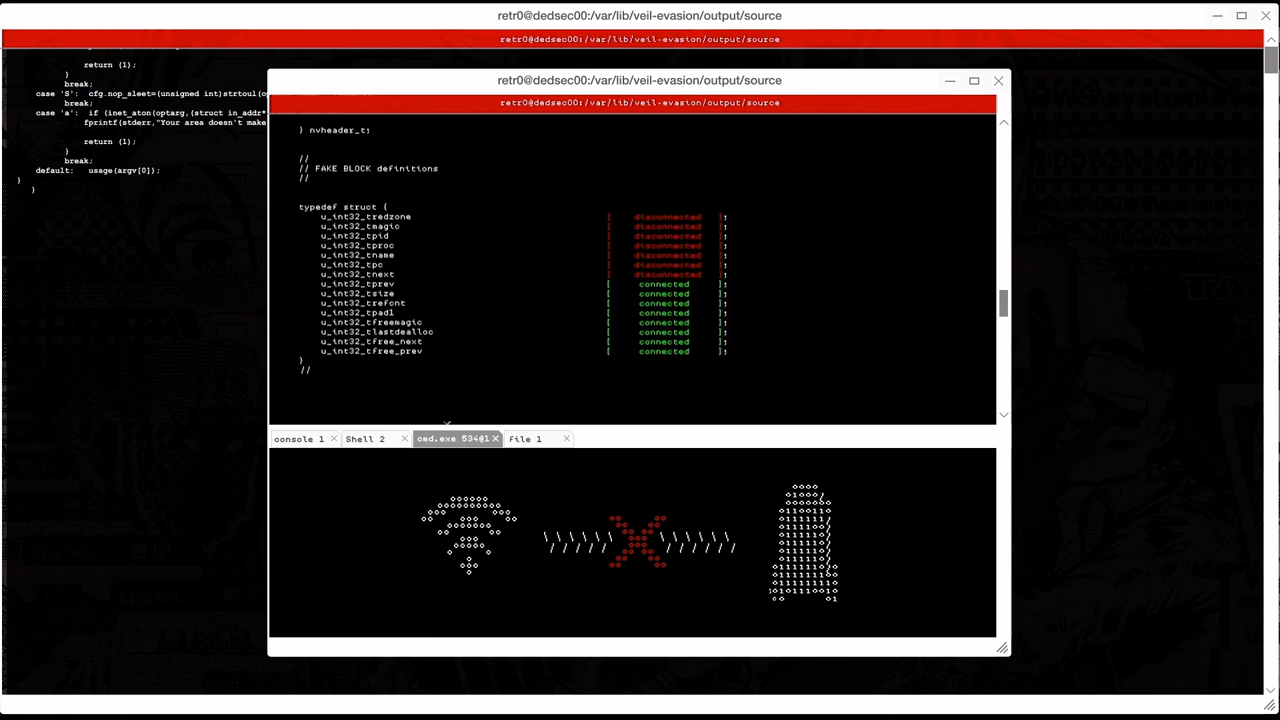 retr0@dedsec00:/var/lib/veil-evasion/output/source
retr0@dedsec00:/var/lib/veil-evasion/output/source
return (1);
}
break;
case 'S': cfg.nop_sleet=(unsigned int)strtoul(o
break;
case 'a': if (inet_aton(optarg,(struct in_addr*
fprintf(stderr,"Your area doesn't make
return (1);
}
break;
default: usage(argv[0]);
}
}
retr0@dedsec00:/var/lib/veil-evasion/output/source
retr0@dedsec00:/var/lib/veil-evasion/output/source
} nvheader_t;
//
// FAKE BLOCK definitions
//
typedef struct (
u_int32_tredzone [ disconnected ];
u_int32_tmagic [ disconnected ];
u_int32_tpid [ disconnected ];
u_int32_tproc [ disconnected ];
u_int32_tname [ disconnected ];
u_int32_tpc [ disconnected ];
u_int32_tnext [ disconnected ];
u_int32_tprev [ connected ];
u_int32_tsize [ connected ];
u_int32_trefcnt [ connected ];
u_int32_tpad1 [ connected ];
u_int32_tfreemagic [ connected ];
u_int32_tlastdealloc [ connected ];
u_int32_tfree_next [ connected ];
u_int32_tfree_prev [ connected ];
}
//
console 1
Shell 2
cmd.exe 534@1
File 1